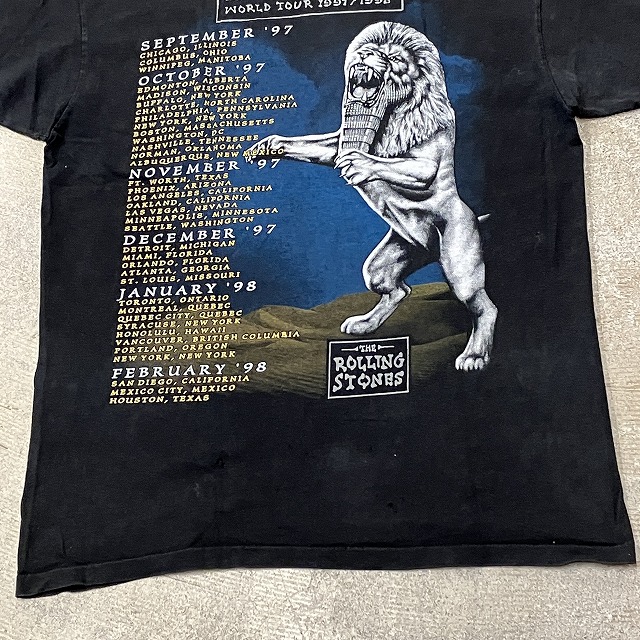 WORLD TOUR 1997/1998
SEPTEMBER '97
CHICAGO, ILLINOIS
COLUMBUS, OHIO
WINNIPEG, MANITOBA
OCTOBER '97
EDMONTON, ALBERTA
MADISON, WISCONSIN
BUFFALO, NEW YORK
CHARLOTTE, NORTH CAROLINA
PHILADELPHIA, PENNSYLVANIA
NEW YORK, NEW YORK
BOSTON, MASSACHUSETTS
WASHINGTON, DC
NASHVILLE, TENNESSEE
NORMAN, OKLAHOMA
ALBUQUERQUE, NEW MEXICO
NOVEMBER '97
FT. WORTH, TEXAS
PHOENIX, ARIZONA
LOS ANGELES, CALIFORNIA
OAKLAND, CALIFORNIA
LAS VEGAS, NEVADA
MINNEAPOLIS, MINNESOTA
SEATTLE, WASHINGTON
DECEMBER '97
DETROIT, MICHIGAN
MIAMI, FLORIDA
ORLANDO, FLORIDA
ATLANTA, GEORGIA
ST. LOUIS, MISSOURI
JANUARY '98
TORONTO, ONTARIO
MONTREAL, QUEBEC
QUEBEC CITY, QUEBEC
SYRACUSE, NEW YORK
HONOLULU, HAWAII
VANCOUVER, BRITISH COLUMBIA
PORTLAND, OREGON
NEW YORK, NEW YORK
FEBRUARY '98
SAN DIEGO, CALIFORNIA
MEXICO CITY, MEXICO
HOUSTON, TEXAS
THE
ROLLING
STONES